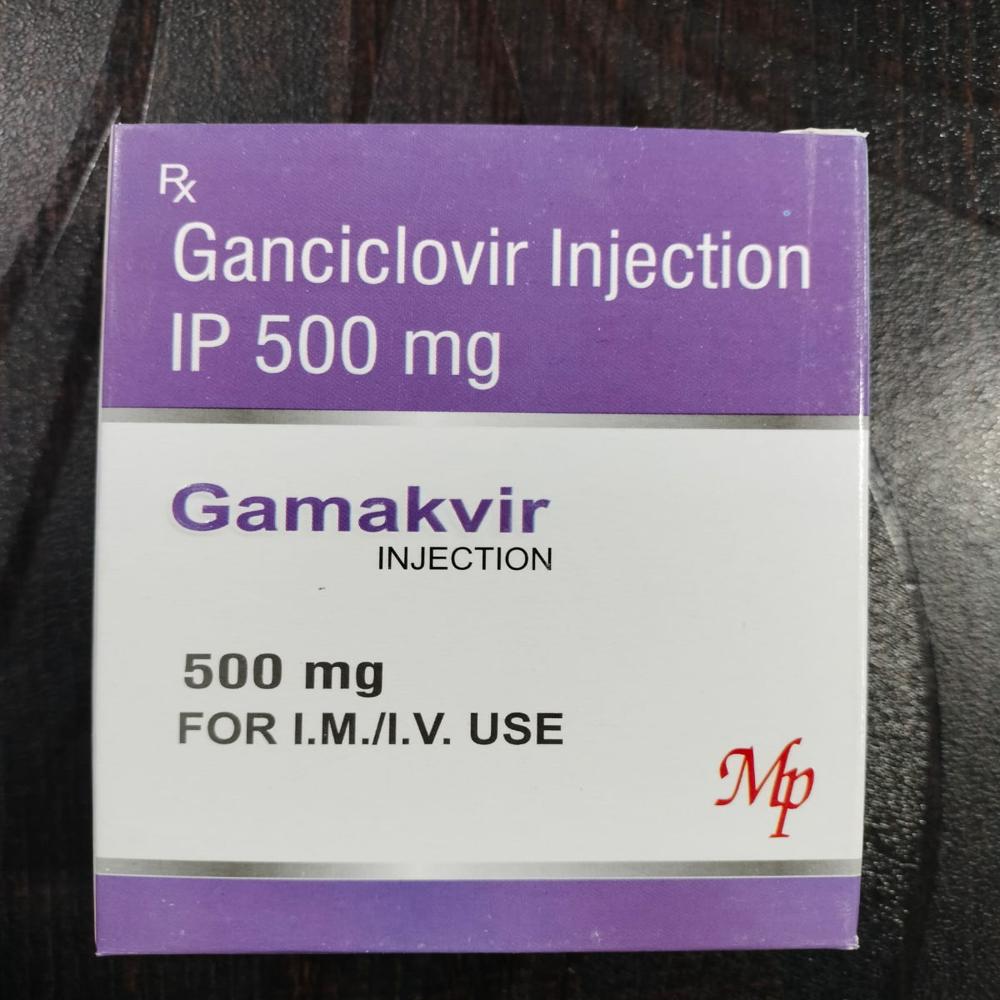 Rx
Ganciclovir Injection
IP 500 mg
Gamakvir
INJECTION
500 mg
FOR I.M./I.V. USE
Mp